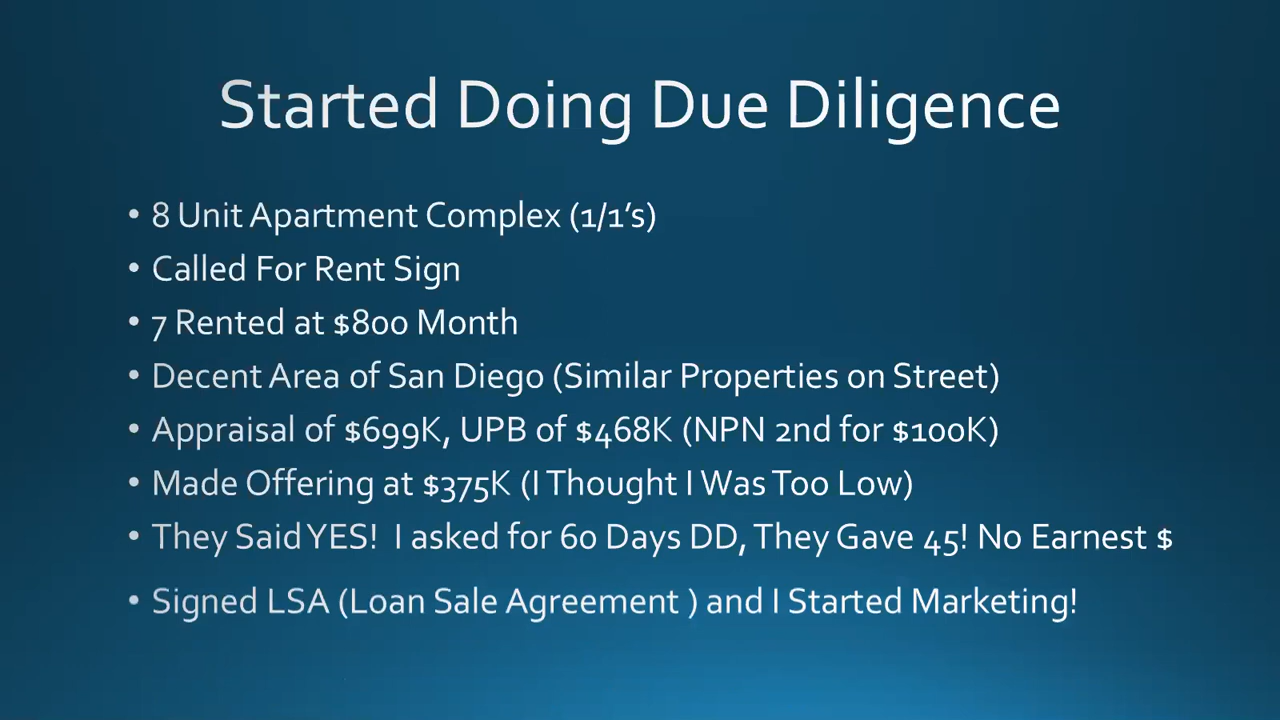 Started Doing Due Diligence
• 8 Unit Apartment Complex (1/1's)
• Called For Rent Sign
• 7 Rented at $800 Month
• Decent Area of San Diego (Similar Properties on Street)
• Appraisal of $699K, UPB of $468K (NPN 2nd for $100K)
• Made Offering at $375K (I Thought I Was Too Low)
• They Said YES!  I asked for 60 Days DD, They Gave 45! No Earnest $
• Signed LSA (Loan Sale Agreement ) and I Started Marketing!